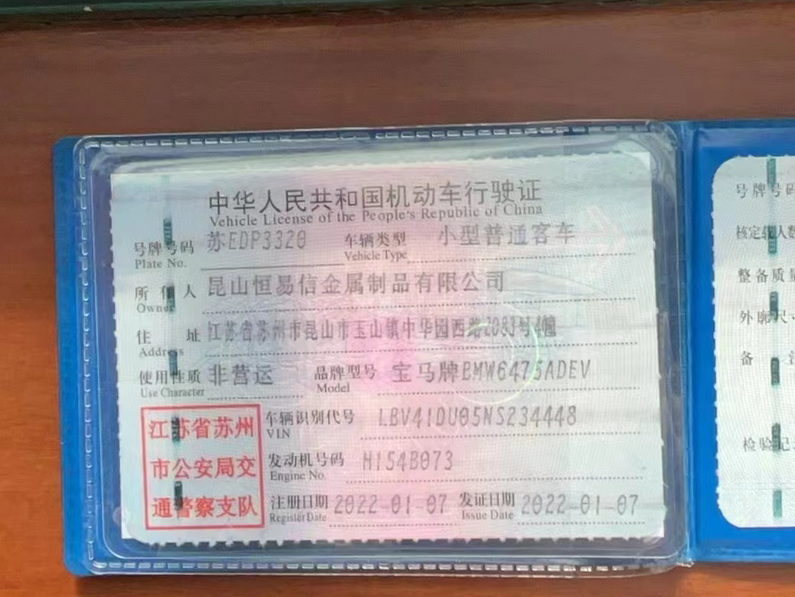 中华人民共和国机动车行驶证
Vehicle License of the People's Republic of China
号牌号码 苏EDP3320 车辆类型 小型普通客车
Plate No. Vehicle Type
所有人 昆山恒易信金属制品有限公司
Owner
住址 江苏省苏州市昆山市玉山镇中华园西路2083号4幢
Address
使用性质 非营运 品牌型号 宝马牌BMW6475ADEV
Use Character Model
江苏省苏州
市公安局交
通警察支队
车辆识别代号 LBV41DU05NS234448
VIN
发动机号码 H154B073
Engine No.
注册日期 2022-01-07 发证日期 2022-01-07
Register Date Issue Date
号牌号码
核定载人数
整备质量
外廓尺
备
检验记